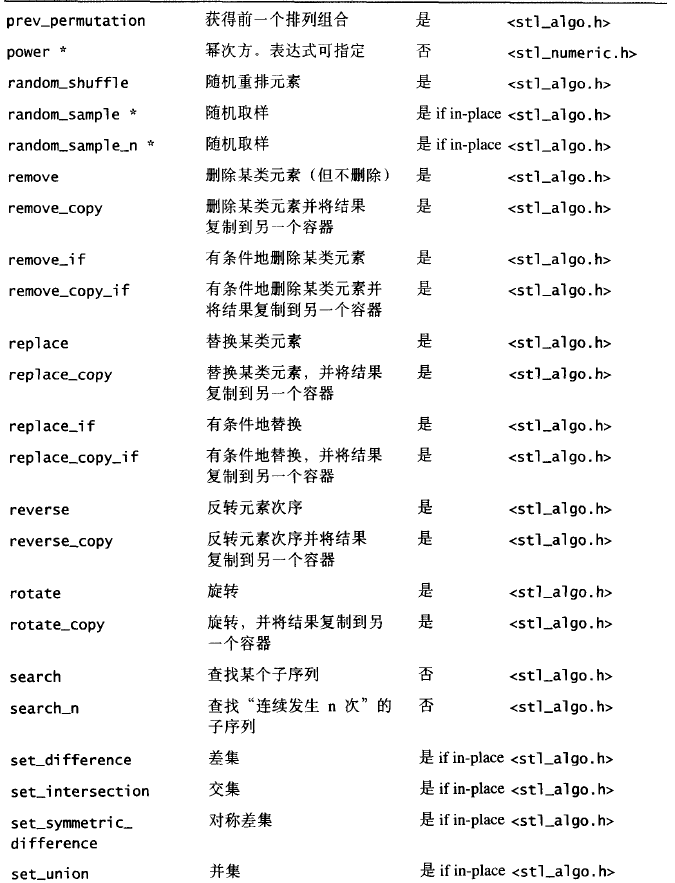 prev_permutation 获得前一个排列组合 是 <stl_algo.h>
power * 幂次方。表达式可指定 否 <stl_numeric.h>
random_shuffle 随机重排元素 是 <stl_algo.h>
random_sample * 随机取样 是 if in-place <stl_algo.h>
random_sample_n * 随机取样 是 if in-place <stl_algo.h>
remove 删除某类元素（但不删除） 是 <stl_algo.h>
remove_copy 删除某类元素并将结果 是 <stl_algo.h>
复制到另一个容器
remove_if 有条件地删除某类元素 是 <stl_algo.h>
remove_copy_if 有条件地删除某类元素并 是 <stl_algo.h>
将结果复制到另一个容器
replace 替换某类元素 是 <stl_algo.h>
replace_copy 替换某类元素，并将结果 是 <stl_algo.h>
复制到另一个容器
replace_if 有条件地替换 是 <stl_algo.h>
replace_copy_if 有条件地替换，并将结果 是 <stl_algo.h>
复制到另一个容器
reverse 反转元素次序 是 <stl_algo.h>
reverse_copy 反转元素次序并将结果 是 <stl_algo.h>
复制到另一个容器
rotate 旋转 是 <stl_algo.h>
rotate_copy 旋转，并将结果复制到另 是 <stl_algo.h>
一个容器
search 查找某个子序列 否 <stl_algo.h>
search_n 查找“连续发生 n 次”的 否 <stl_algo.h>
子序列
set_difference 差集 是 if in-place <stl_algo.h>
set_intersection 交集 是 if in-place <stl_algo.h>
set_symmetric_ 对称差集 是 if in-place <stl_algo.h>
difference
set_union 并集 是 if in-place <stl_algo.h>